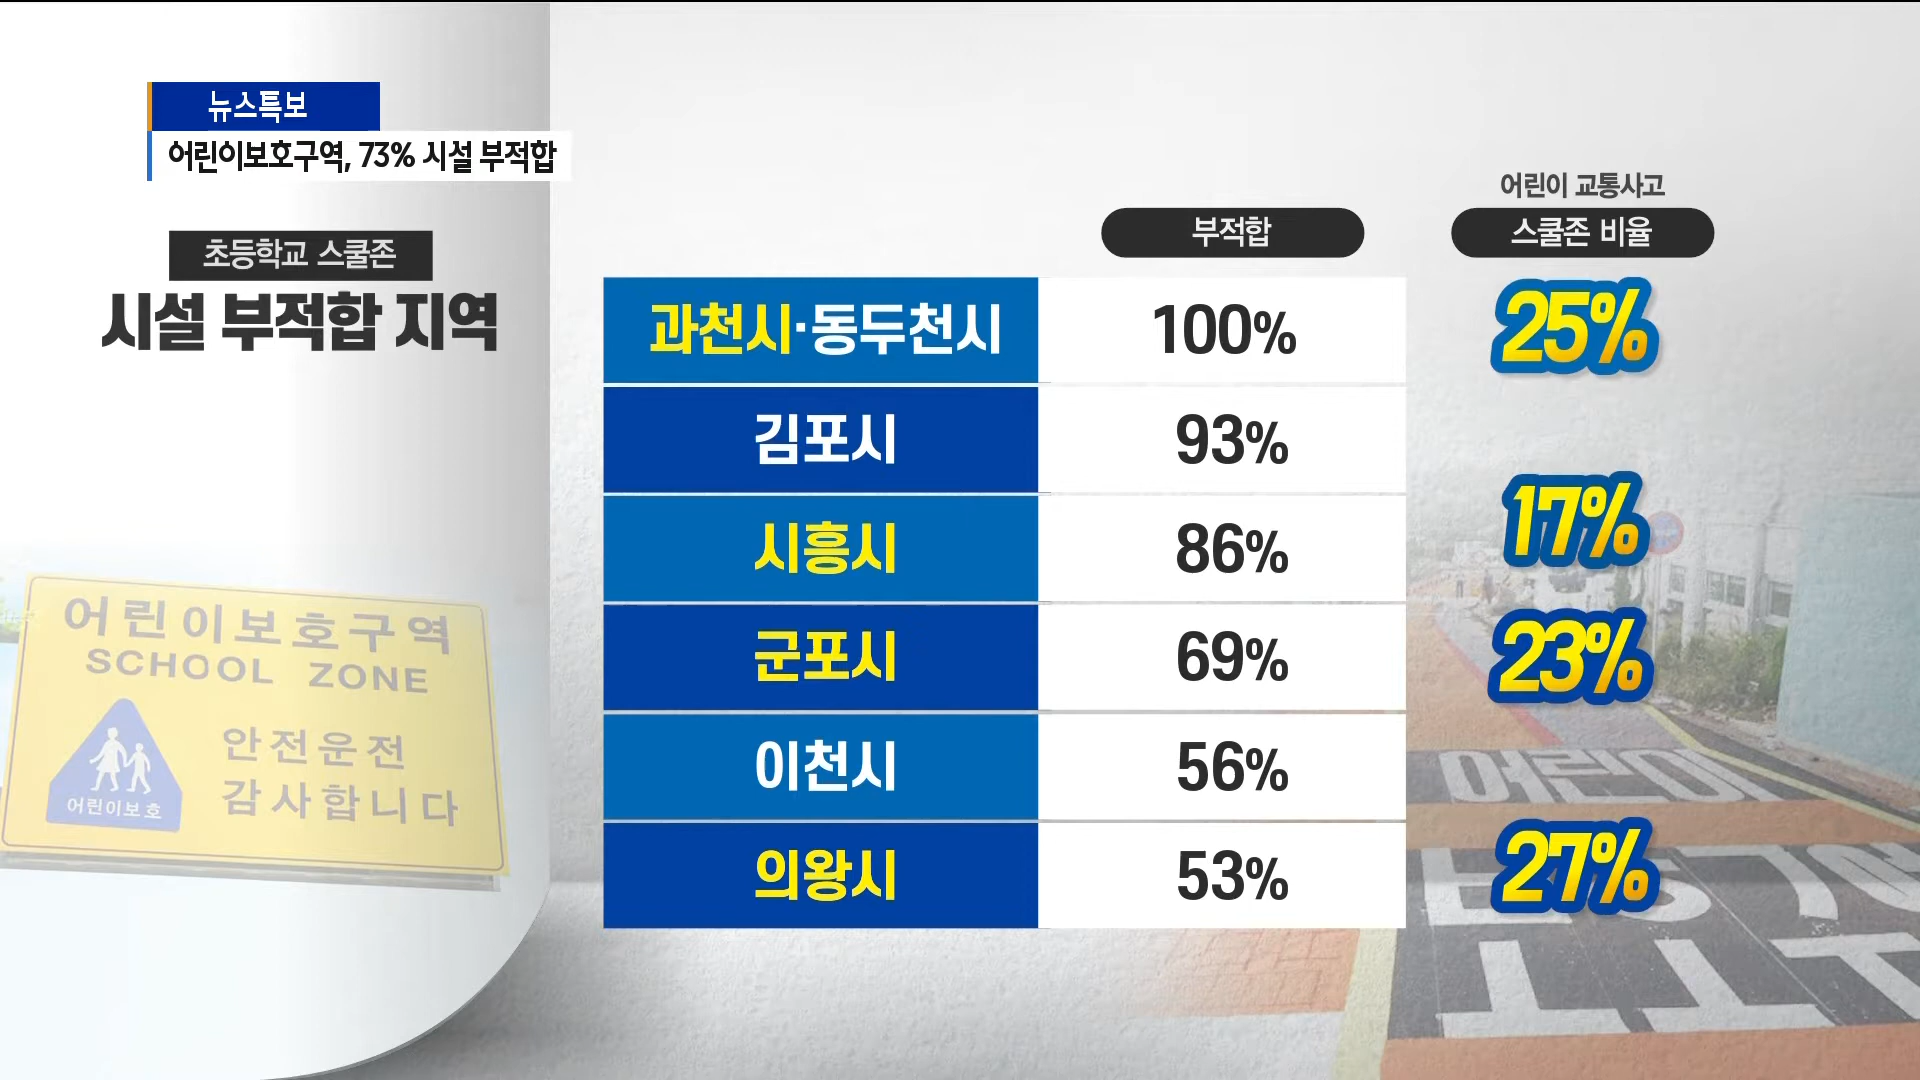 뉴스특보
어린이보호구역, 73% 시설 부적합
초등학교 스쿨존
시설 부적합 지역
어린이 교통사고
부적합 스쿨존 비율
과천시·동두천시 100% 25%
김포시 93%
시흥시 86% 17%
군포시 69% 23%
이천시 56%
의왕시 53% 27%
어린이보호구역
SCHOOL ZONE
안전운전
감사합니다
어린이보호
어린이